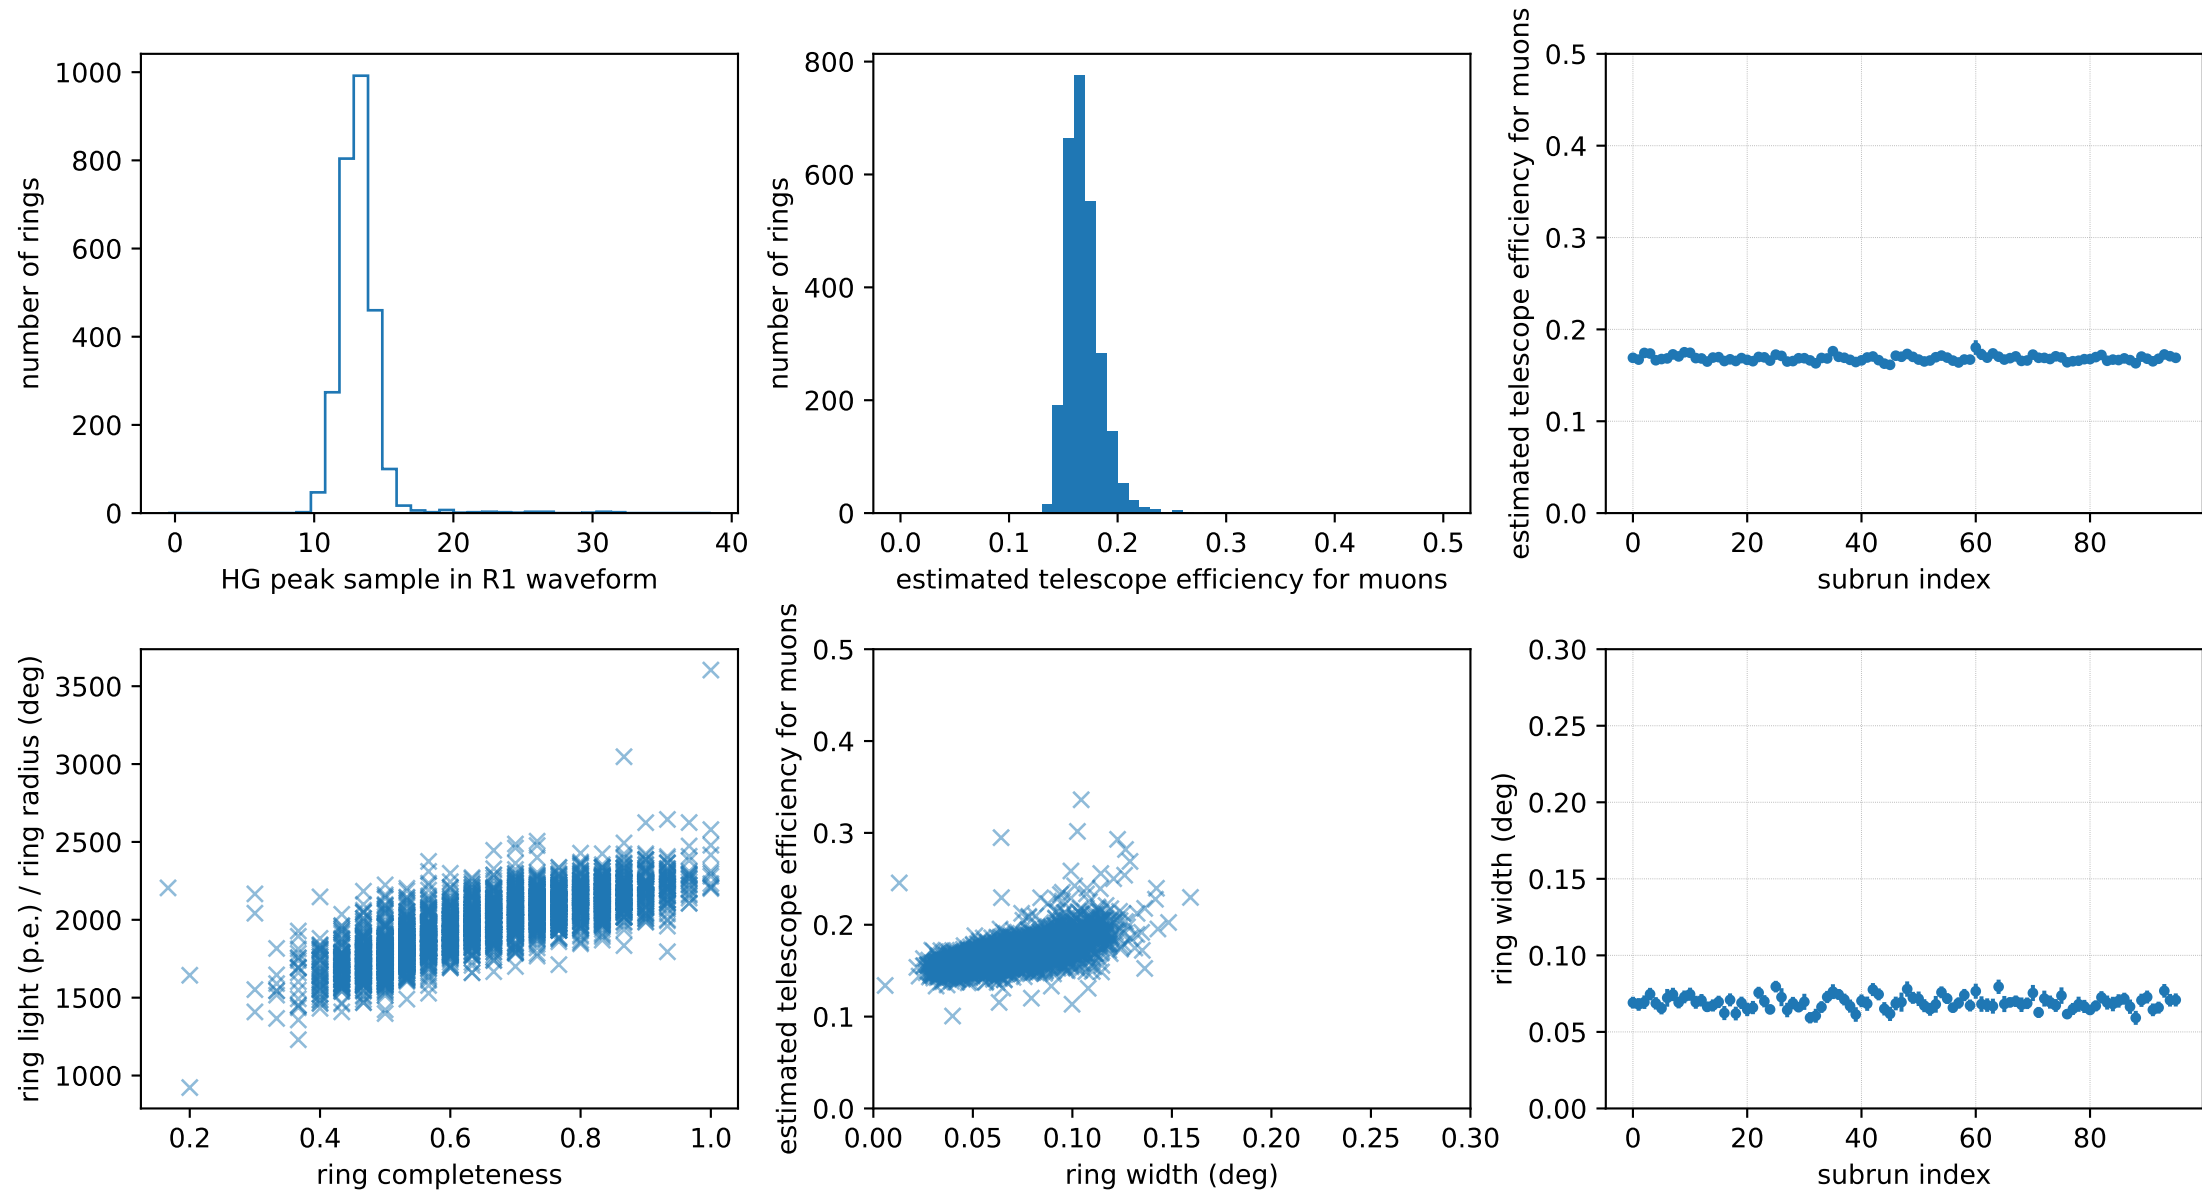 1000
800
600
400
200
0
number of rings
0 10 20 30 40
HG peak sample in R1 waveform
800
600
400
200
0
number of rings
0.0 0.1 0.2 0.3 0.4 0.5
estimated telescope efficiency for muons
0.5
0.4
0.3
0.2
0.1
0.0
estimated telescope efficiency for muons
0 20 40 60 80
subrun index
3500
3000
2500
2000
1500
1000
ring light (p.e.) / ring radius (deg)
0.2 0.4 0.6 0.8 1.0
ring completeness
0.5
0.4
0.3
0.2
0.1
0.0
estimated telescope efficiency for muons
0.00 0.05 0.10 0.15 0.20 0.25 0.30
ring width (deg)
0.30
0.25
0.20
0.15
0.10
0.05
0.00
ring width (deg)
0 20 40 60 80
subrun index